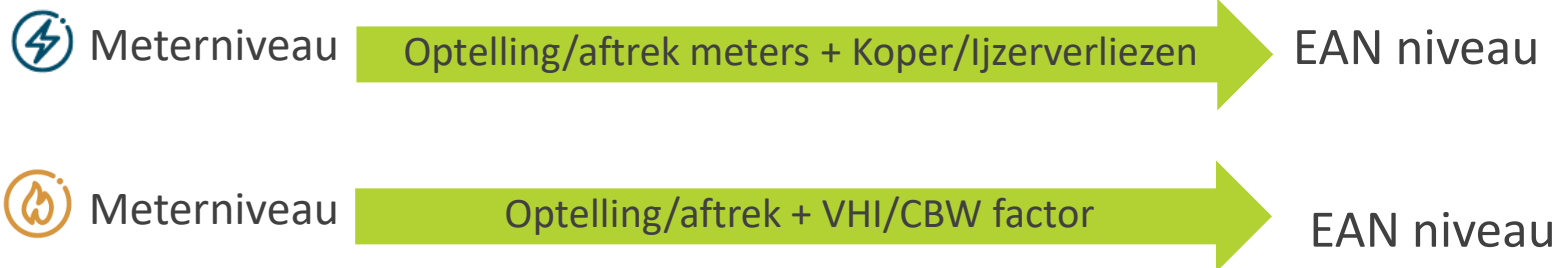 Meterniveau Optelling/aftrek meters + Koper/Ijzerverliezen EAN niveau
Meterniveau Optelling/aftrek + VHI/CBW factor EAN niveau